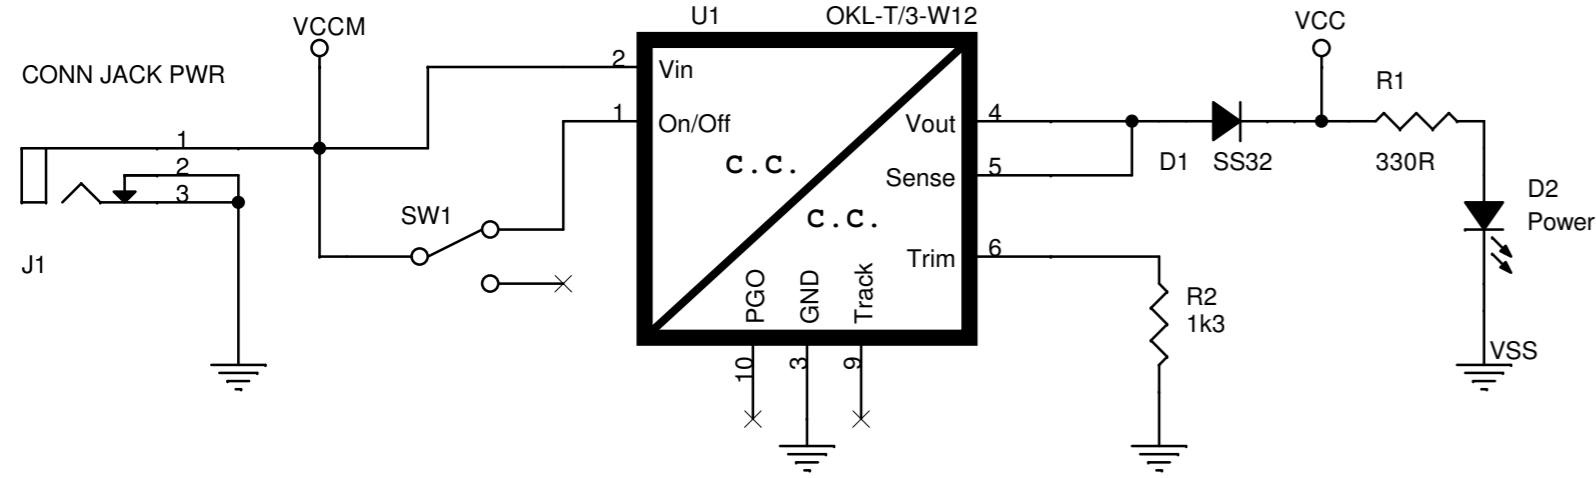 U1
OKL-T/3-W12
VCCM
VCC
CONN JACK PWR
2
Vin
R1
1
On/Off
Vout
4
1
C.C.
D1
SS32
330R
2
Sense
5
3
D2
Power
SW1
C.C.
J1
Trim
6
PGO
GND
Track
R2
1k3
VSS
10
3
9